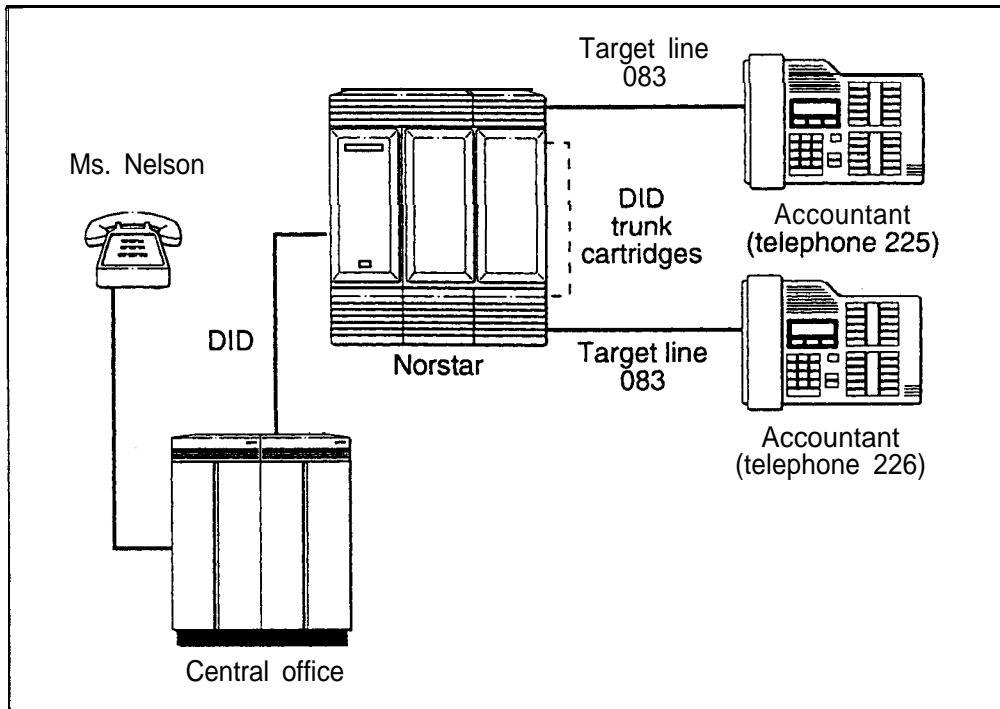 Target line
083
Ms. Nelson
DID
trunk
cartridges
Accountant
(telephone 225)
DID
Norstar
Target line
083
Accountant
(telephone 226)
Central office